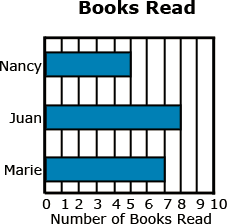 Books Read
Nancy
Juan
Marie
0 1 2 3 4 5 6 7 8 9 10
Number of Books Read